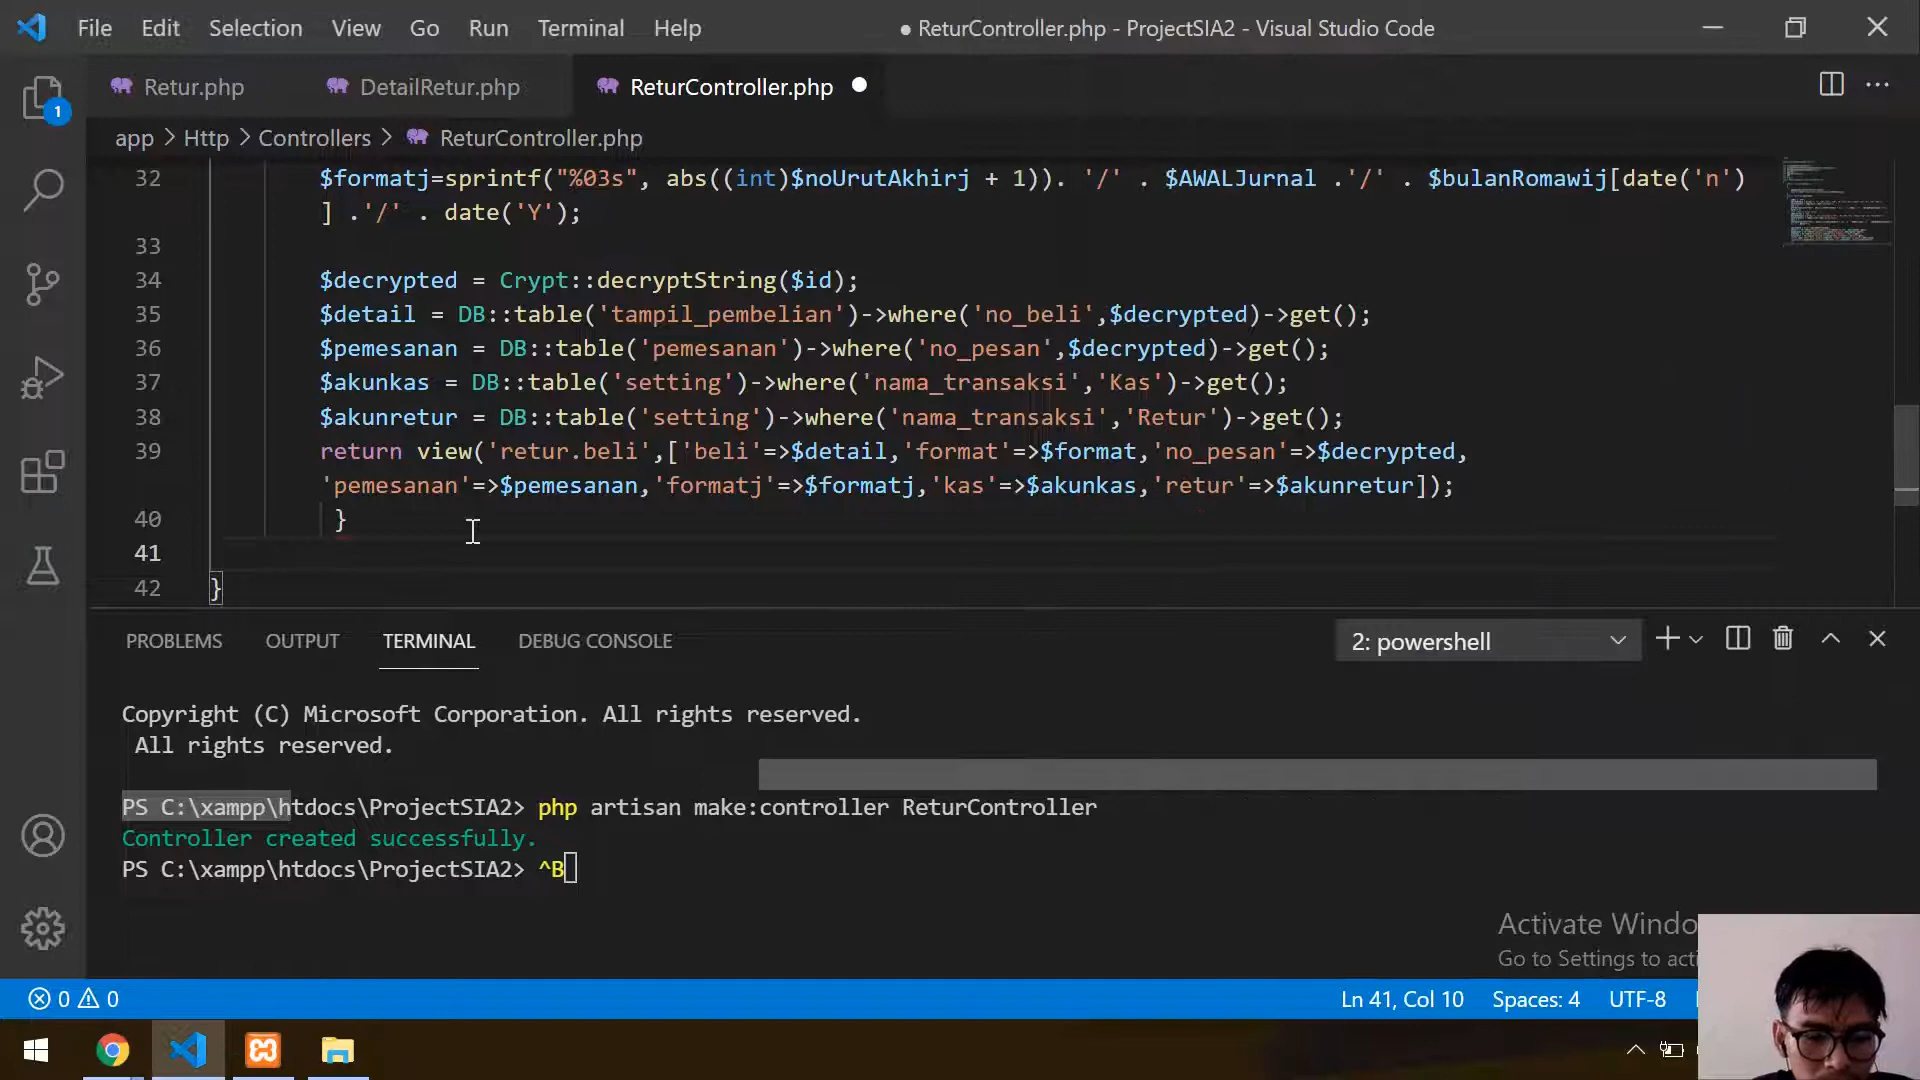 File Edit Selection View Go Run Terminal Help ● ReturController.php - ProjectSIA2 - Visual Studio Code
Retur.php DetailRetur.php ReturController.php
1
app > Http > Controllers > ReturController.php
32 $formatj=sprintf("%03s", abs((int)$noUrutAkhirj + 1)). '/' . $AWALJurnal .'/' . $bulanRomawij[date('n')
] .'/' . date('Y');
33
34 $decrypted = Crypt::decryptString($id);
35 $detail = DB::table('tampil_pembelian')->where('no_beli',$decrypted)->get();
36 $pemesanan = DB::table('pemesanan')->where('no_pesan',$decrypted)->get();
37 $akunkas = DB::table('setting')->where('nama_transaksi','Kas')->get();
38 $akunretur = DB::table('setting')->where('nama_transaksi','Retur')->get();
39 return view('retur.beli',['beli'=>$detail,'format'=>$format,'no_pesan'=>$decrypted,
'pemesanan'=>$pemesanan,'formatj'=>$formatj,'kas'=>$akunkas,'retur'=>$akunretur]);
40 }
41
42 }
PROBLEMS OUTPUT TERMINAL DEBUG CONSOLE 2: powershell
Copyright (C) Microsoft Corporation. All rights reserved.
All rights reserved.
PS C:\xampp\htdocs\ProjectSIA2> php artisan make:controller ReturController
Controller created successfully.
PS C:\xampp\htdocs\ProjectSIA2> ^B
Activate Windo
Go to Settings to acti
0 0 Ln 41, Col 10 Spaces: 4 UTF-8